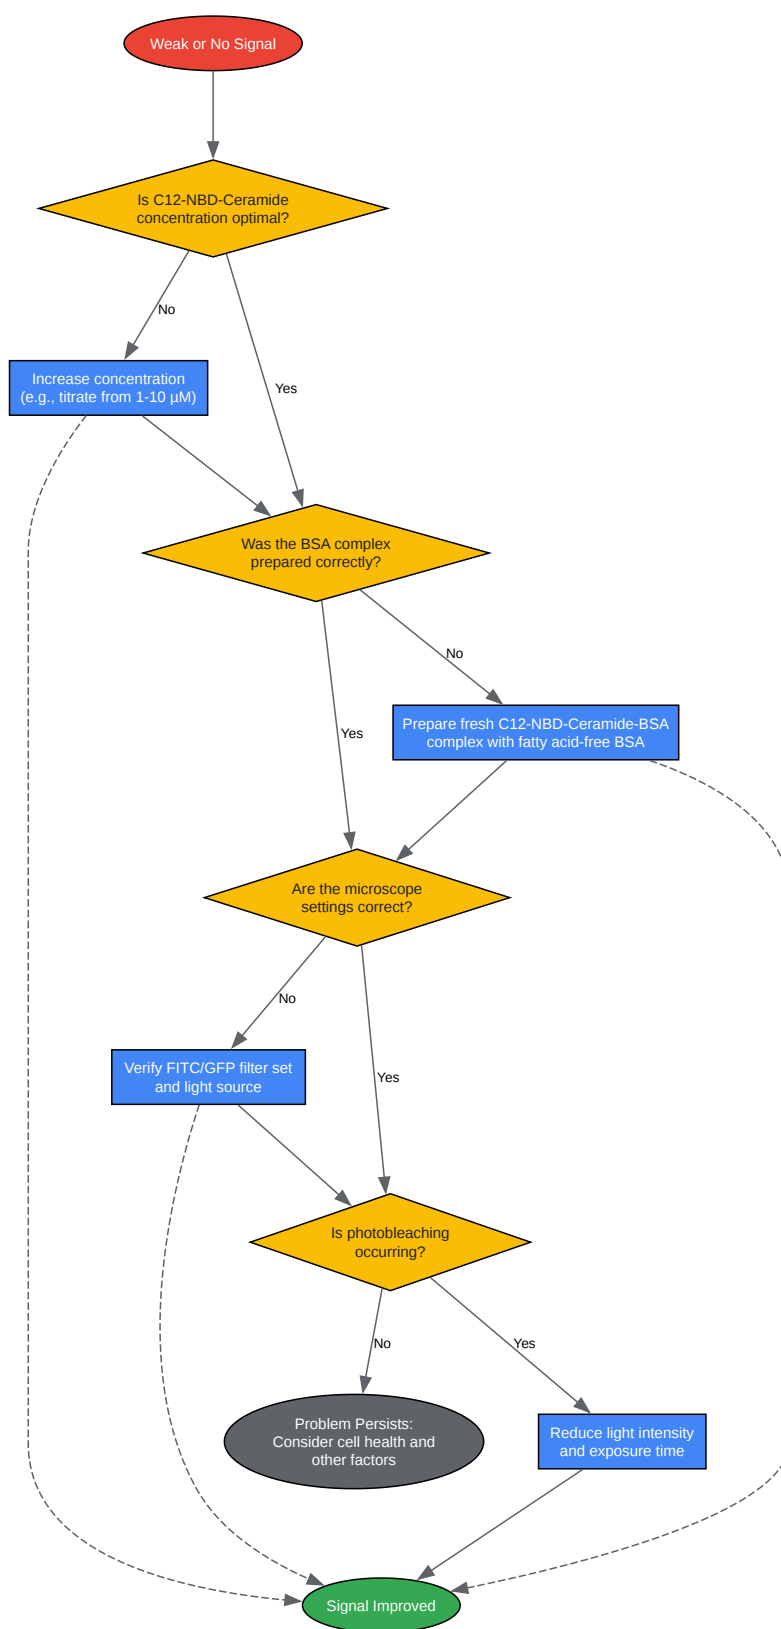 Weak or No Signal
Is C12-NBD-Ceramide
concentration optimal?
No
Increase concentration
(e.g., titrate from 1-10 µM)
Yes
Was the BSA complex
prepared correctly?
No
Prepare fresh C12-NBD-Ceramide-BSA
complex with fatty acid-free BSA
Yes
Are the microscope
settings correct?
No
Verify FITC/GFP filter set
and light source
Yes
Is photobleaching
occurring?
No
Yes
Problem Persists:
Consider cell health and
other factors
Reduce light intensity
and exposure time
Signal Improved